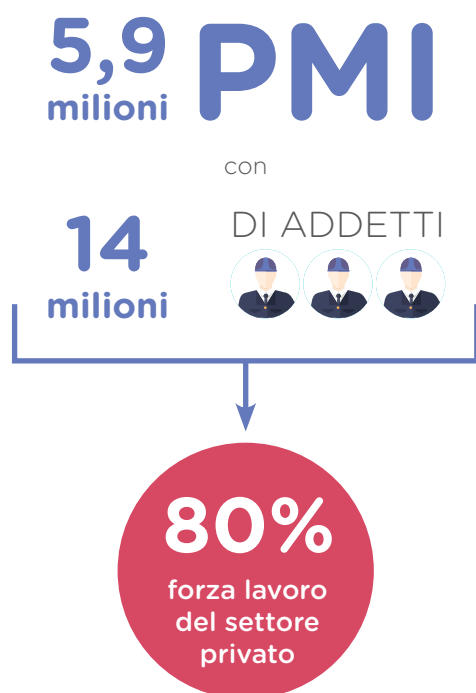 5,9
milioni
PMI
con
14
milioni
DI ADDETTI
80%
forza lavoro
del settore
privato